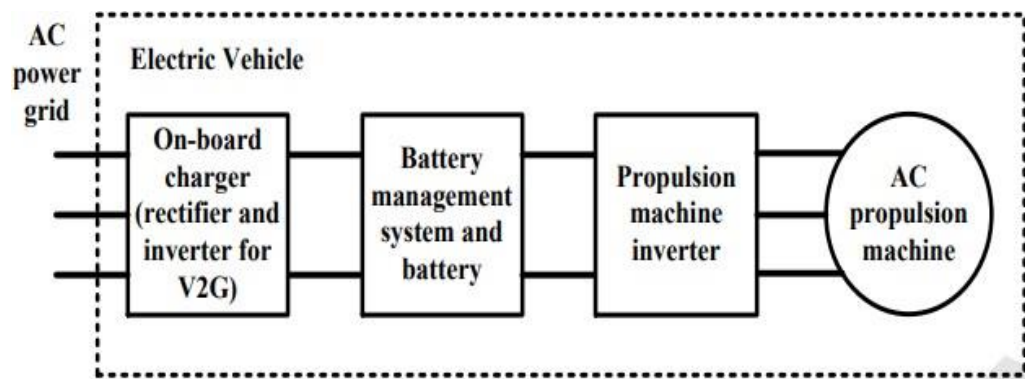 AC
power
grid
Electric Vehicle
On-board
charger
(rectifier and
inverter for
V2G)
Battery
management
system and
battery
Propulsion
machine
inverter
AC
propulsion
machine